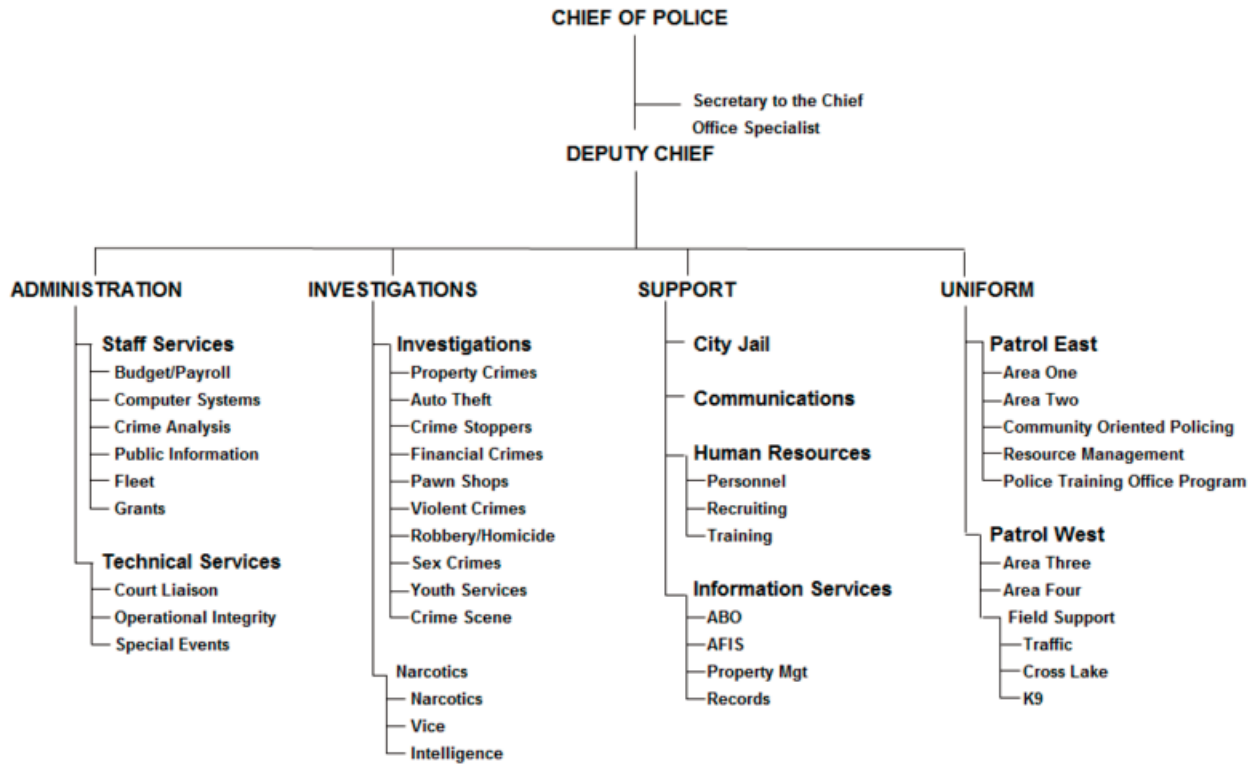 CHIEF OF POLICE
Secretary to the Chief
Office Specialist
DEPUTY CHIEF
ADMINISTRATION
Staff Services
Budget/Payroll
Computer Systems
Crime Analysis
Public Information
Fleet
Grants
Technical Services
Court Liaison
Operational Integrity
Special Events
INVESTIGATIONS
Investigations
Property Crimes
Auto Theft
Crime Stoppers
Financial Crimes
Pawn Shops
Violent Crimes
Robbery/Homicide
Sex Crimes
Youth Services
Crime Scene
Narcotics
Narcotics
Vice
Intelligence
SUPPORT
City Jail
Communications
Human Resources
Personnel
Recruiting
Training
Information Services
ABO
AFIS
Property Mgt
Records
UNIFORM
Patrol East
Area One
Area Two
Community Oriented Policing
Resource Management
Police Training Office Program
Patrol West
Area Three
Area Four
Field Support
Traffic
Cross Lake
K9